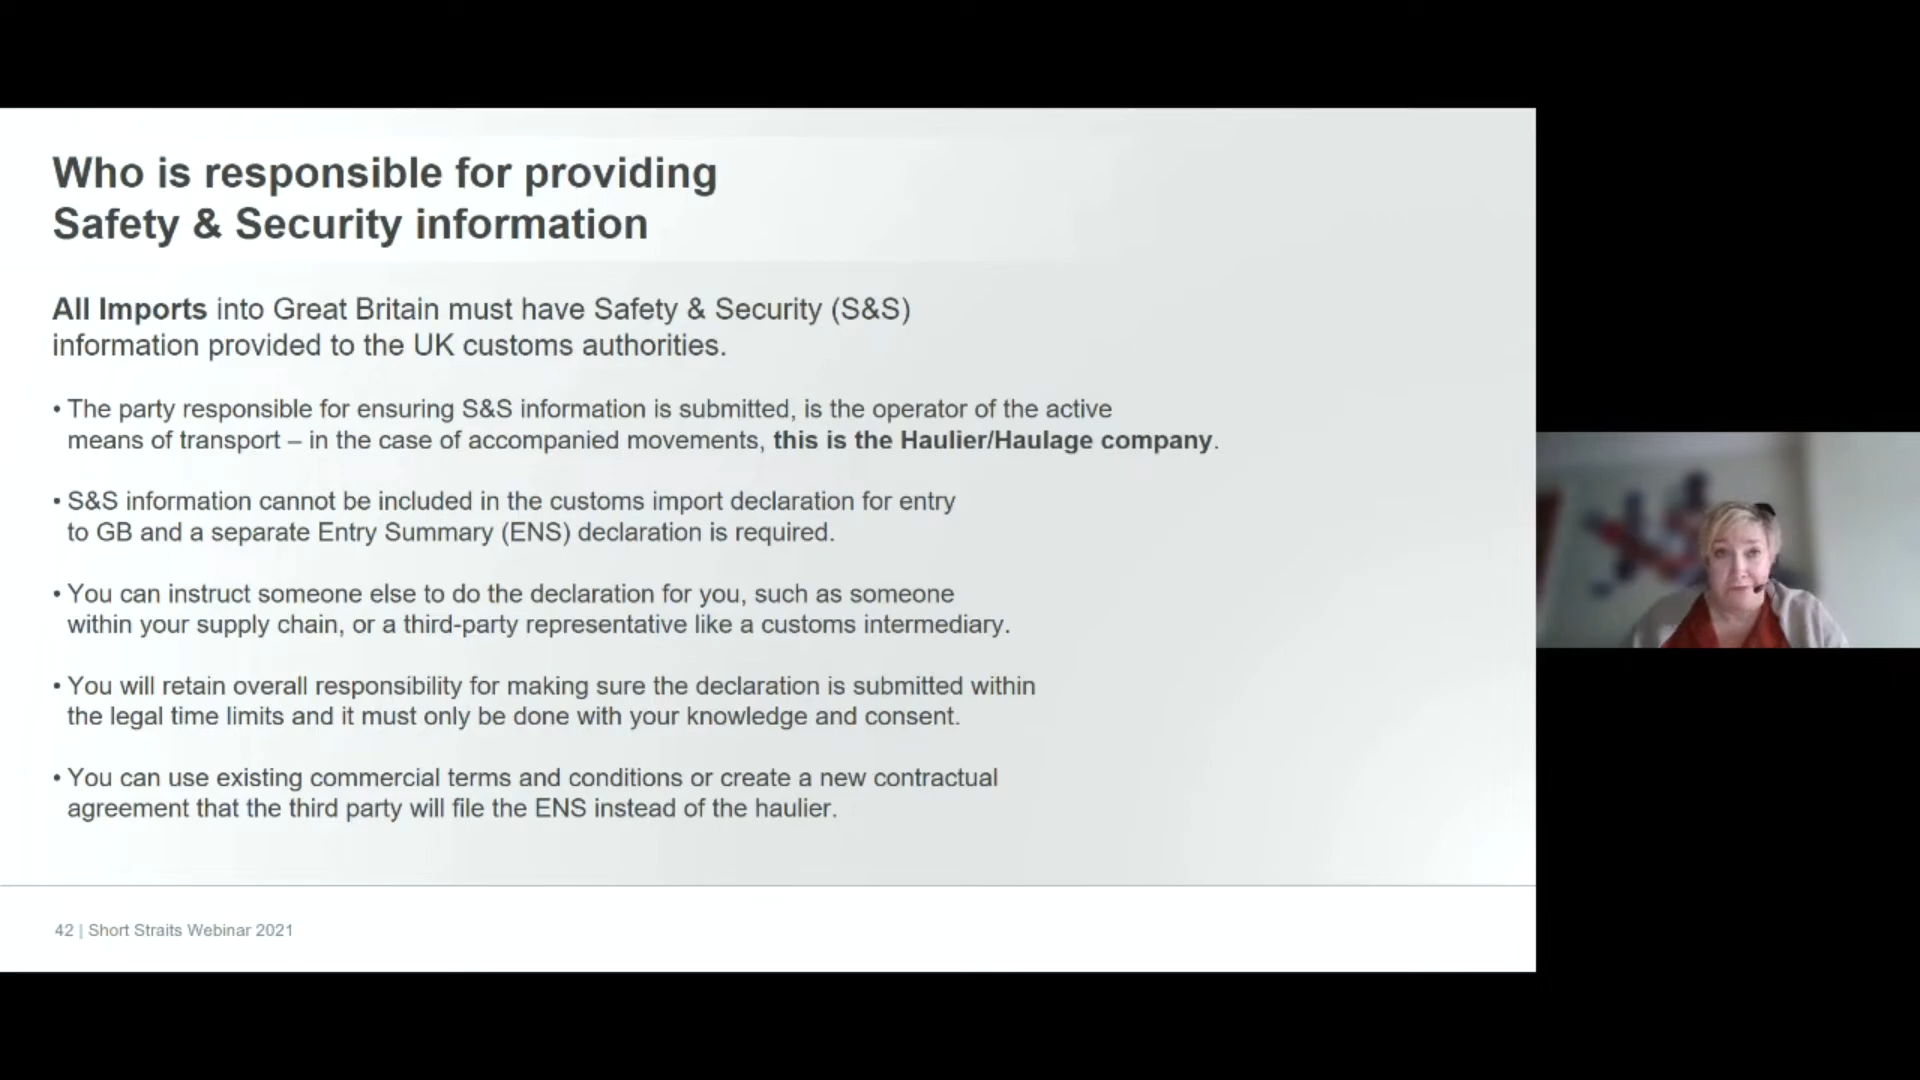 Who is responsible for providing
Safety & Security information
All Imports into Great Britain must have Safety & Security (S&S)
information provided to the UK customs authorities.
• The party responsible for ensuring S&S information is submitted, is the operator of the active
means of transport – in the case of accompanied movements, this is the Haulier/Haulage company.
• S&S information cannot be included in the customs import declaration for entry
to GB and a separate Entry Summary (ENS) declaration is required.
• You can instruct someone else to do the declaration for you, such as someone
within your supply chain, or a third-party representative like a customs intermediary.
• You will retain overall responsibility for making sure the declaration is submitted within
the legal time limits and it must only be done with your knowledge and consent.
• You can use existing commercial terms and conditions or create a new contractual
agreement that the third party will file the ENS instead of the haulier.
42 | Short Straits Webinar 2021